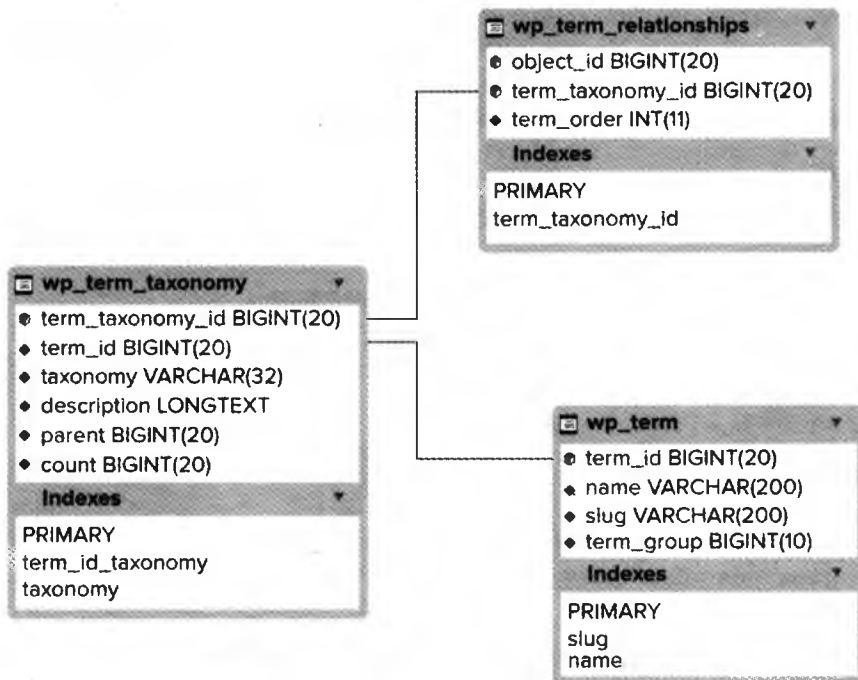 wp_term_relationships
object_id BIGINT(20)
term_taxonomy_id BIGINT(20)
term_order INT(11)
Indexes
PRIMARY
term_taxonomy_id
wp_term_taxonomy
term_taxonomy_id BIGINT(20)
term_id BIGINT(20)
taxonomy VARCHAR(32)
description LONGTEXT
parent BIGINT(20)
count BIGINT(20)
Indexes
PRIMARY
term_id_taxonomy
taxonomy
wp_term
term_id BIGINT(20)
name VARCHAR(200)
slug VARCHAR(200)
term_group BIGINT(10)
Indexes
PRIMARY
slug
name